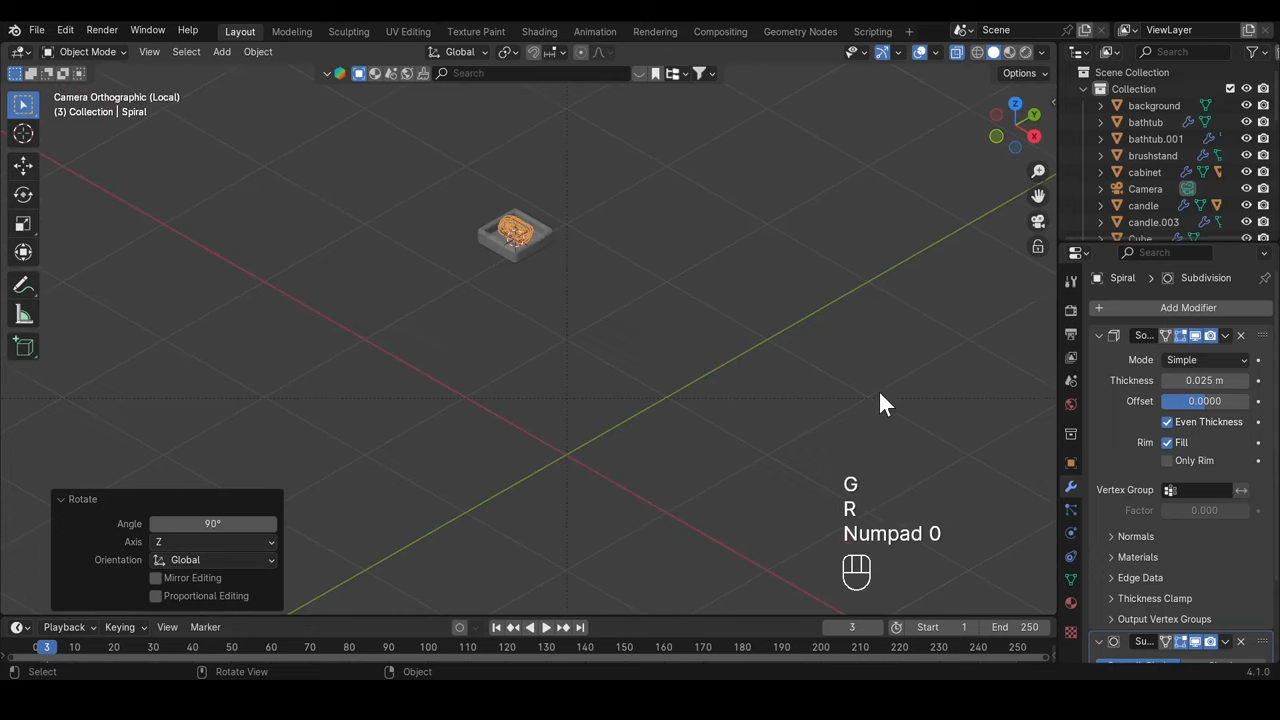 File Edit Render Window Help Layout Modeling Sculpting UV Editing Texture Paint Shading Animation Rendering Compositing Geometry Nodes Scripting + Scene ViewLayer
Object Mode View Select Add Object Global Search
Search Options
Camera Orthographic (Local)
(3) Collection | Spiral
Z
Y
X
Scene Collection
Collection
background
bathtub
bathtub.001
brushstand
cabinet
Camera
candle
candle.003
Cube
Search
Spiral Subdivision
+ Add Modifier
So...
Mode Simple
Thickness 0.025 m
Offset 0.0000
Even Thickness
Rim Fill
Only Rim
Vertex Group
Factor 0.000
Normals
Materials
Edge Data
Thickness Clamp
Output Vertex Groups
Su...
G
R
Numpad 0
Rotate
Angle 90°
Axis Z
Orientation Global
Mirror Editing
Proportional Editing
Playback Keying View Marker 3 Start 1 End 250
0 3 10 20 30 40 50 60 70 80 90 100 110 120 130 140 150 160 170 180 190 200 210 220 230 240 250
Select Rotate View Object 4.1.0